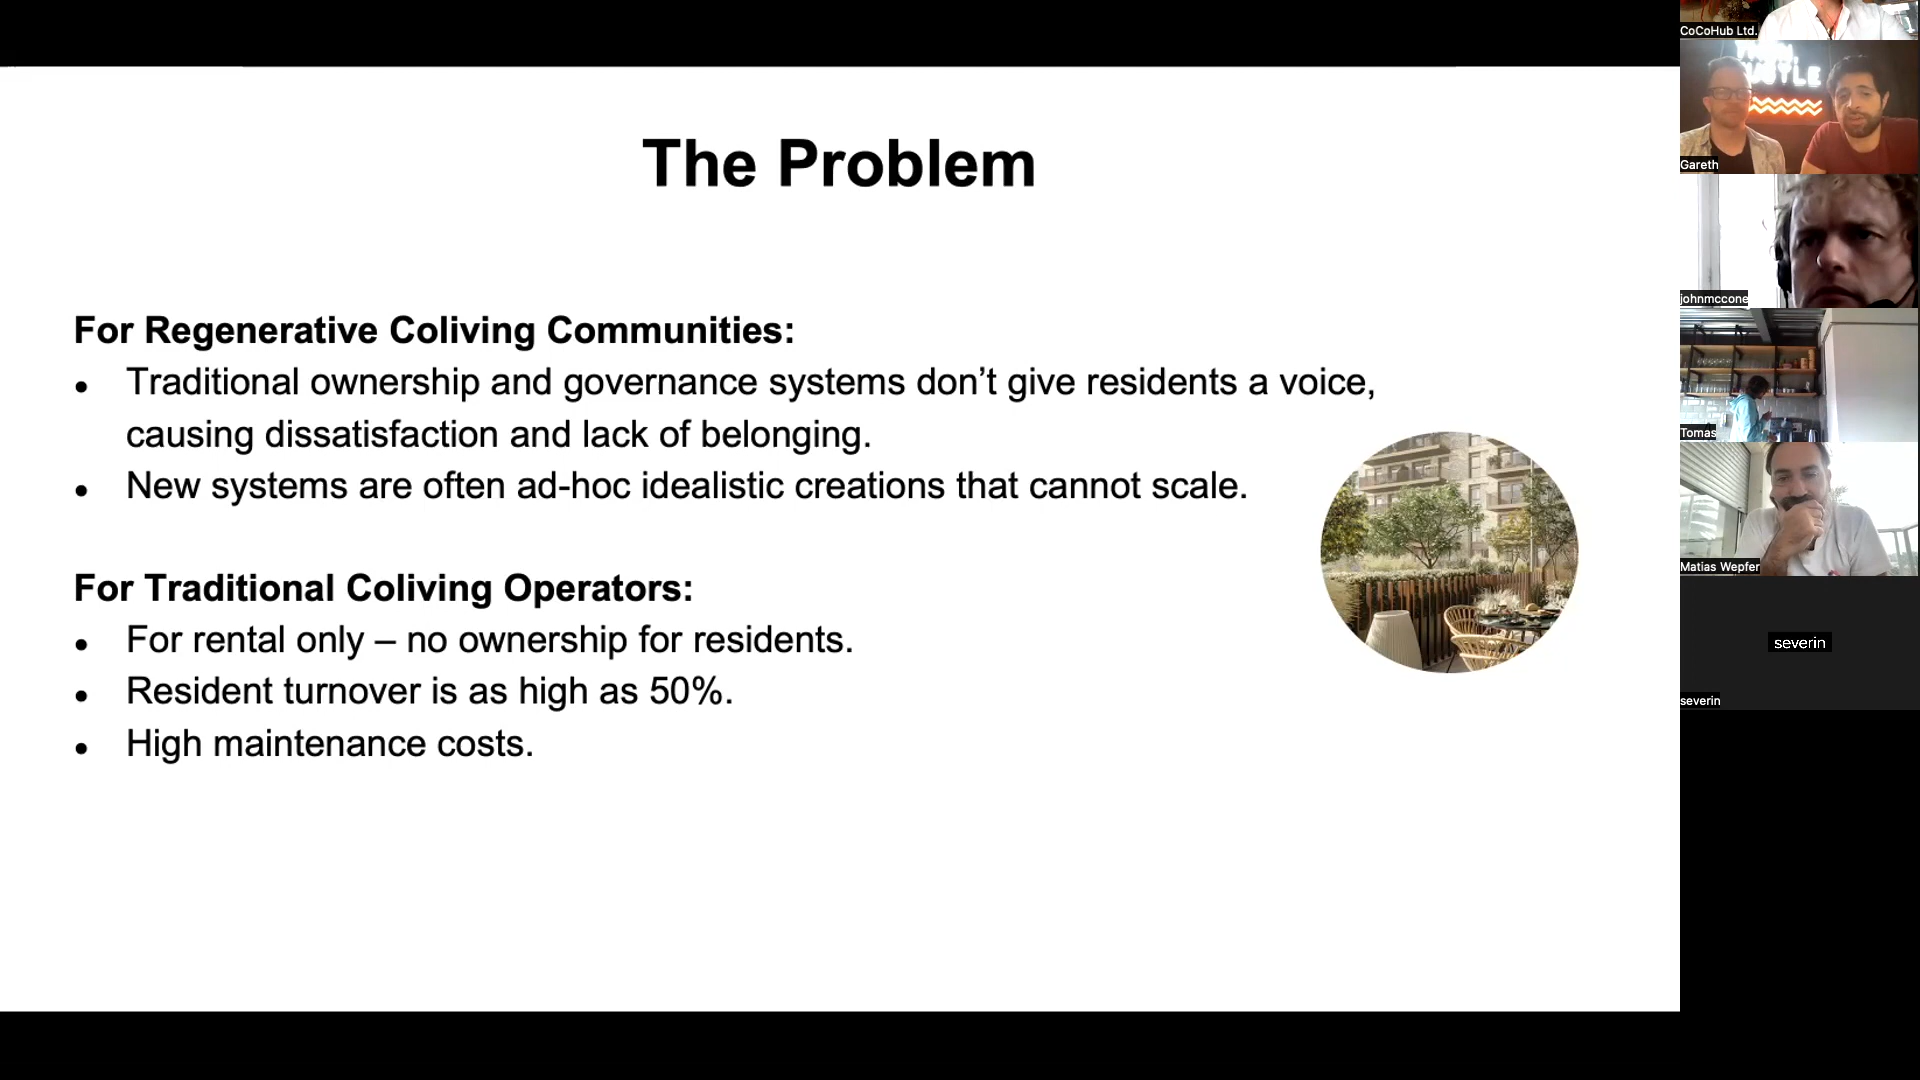 The Problem
For Regenerative Coliving Communities:
• Traditional ownership and governance systems don’t give residents a voice,
causing dissatisfaction and lack of belonging.
• New systems are often ad-hoc idealistic creations that cannot scale.
For Traditional Coliving Operators:
• For rental only – no ownership for residents.
• Resident turnover is as high as 50%.
• High maintenance costs.
CoCoHub Ltd.
Gareth
johnmccone
Tomas
Matias Wepfer
severin
severin